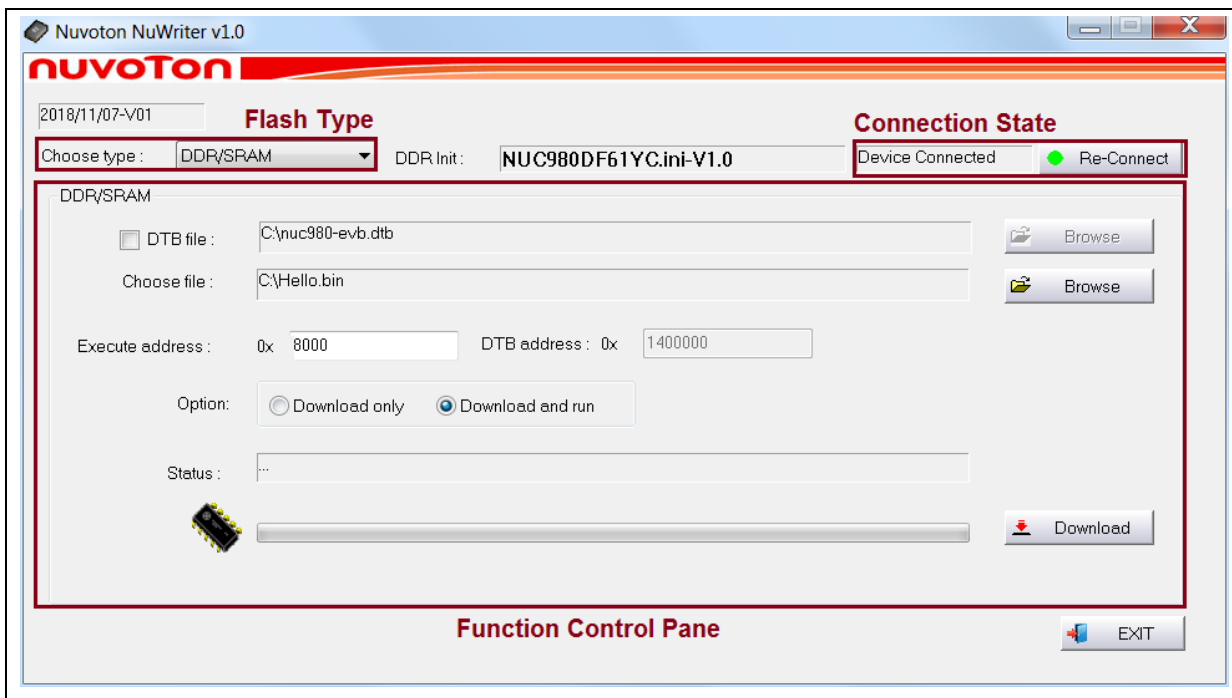 Nuvoton NuWriter v1.0
nuvoTon
2018/11/07-V01
Flash Type
Connection State
Choose type : DDR/SRAM DDR Init : NUC980DF61YC.ini-V1.0 Device Connected Re-Connect
DDR/SRAM
DTB file : C:\nuc980-evb.dtb Browse
Choose file : C:\Hello.bin Browse
Execute address : 0x 8000 DTB address : 0x 1400000
Option: Download only Download and run
Status : ...
Download
Function Control Pane
EXIT